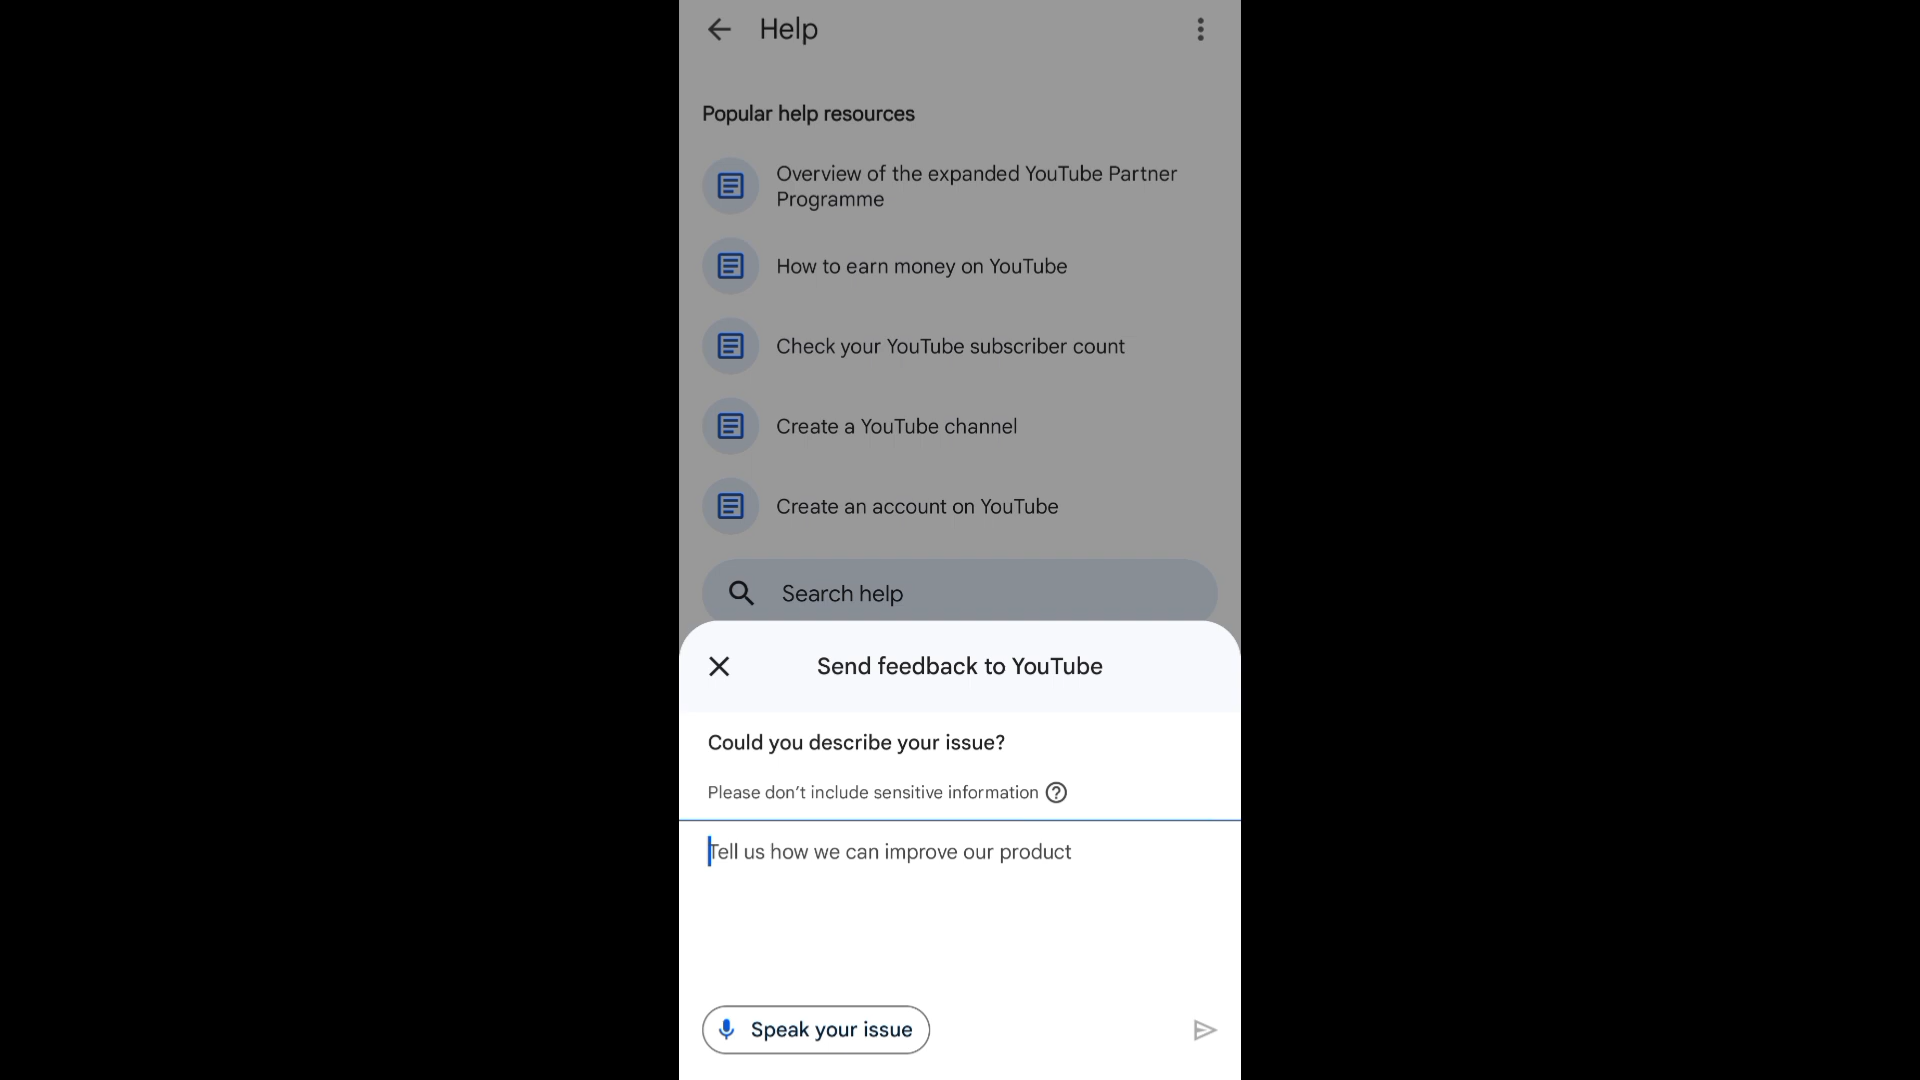 Help
Popular help resources
Overview of the expanded YouTube Partner
Programme
How to earn money on YouTube
Check your YouTube subscriber count
Create a YouTube channel
Create an account on YouTube
Search help
Send feedback to YouTube
Could you describe your issue?
Please don’t include sensitive information
Tell us how we can improve our product
Speak your issue